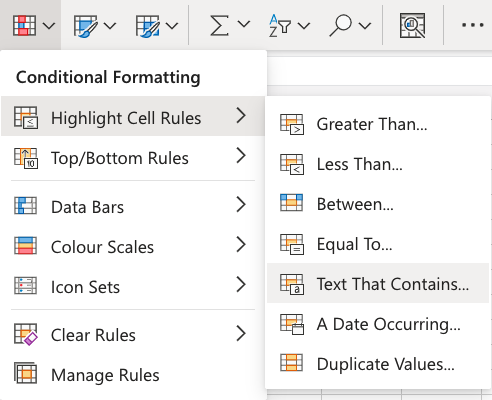 Conditional Formatting
Highlight Cell Rules
Top/Bottom Rules
Data Bars
Colour Scales
Icon Sets
Clear Rules
Manage Rules
Greater Than...
Less Than...
Between...
Equal To...
Text That Contains...
A Date Occurring...
Duplicate Values...